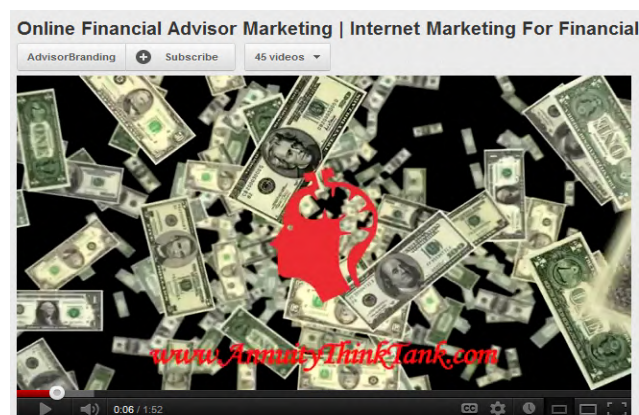 Online Financial Advisor Marketing | Internet Marketing For Financial
AdvisorBranding
Subscribe
45 videos
www.AnnuityThinkTank.com
0:06 / 1:52
CC